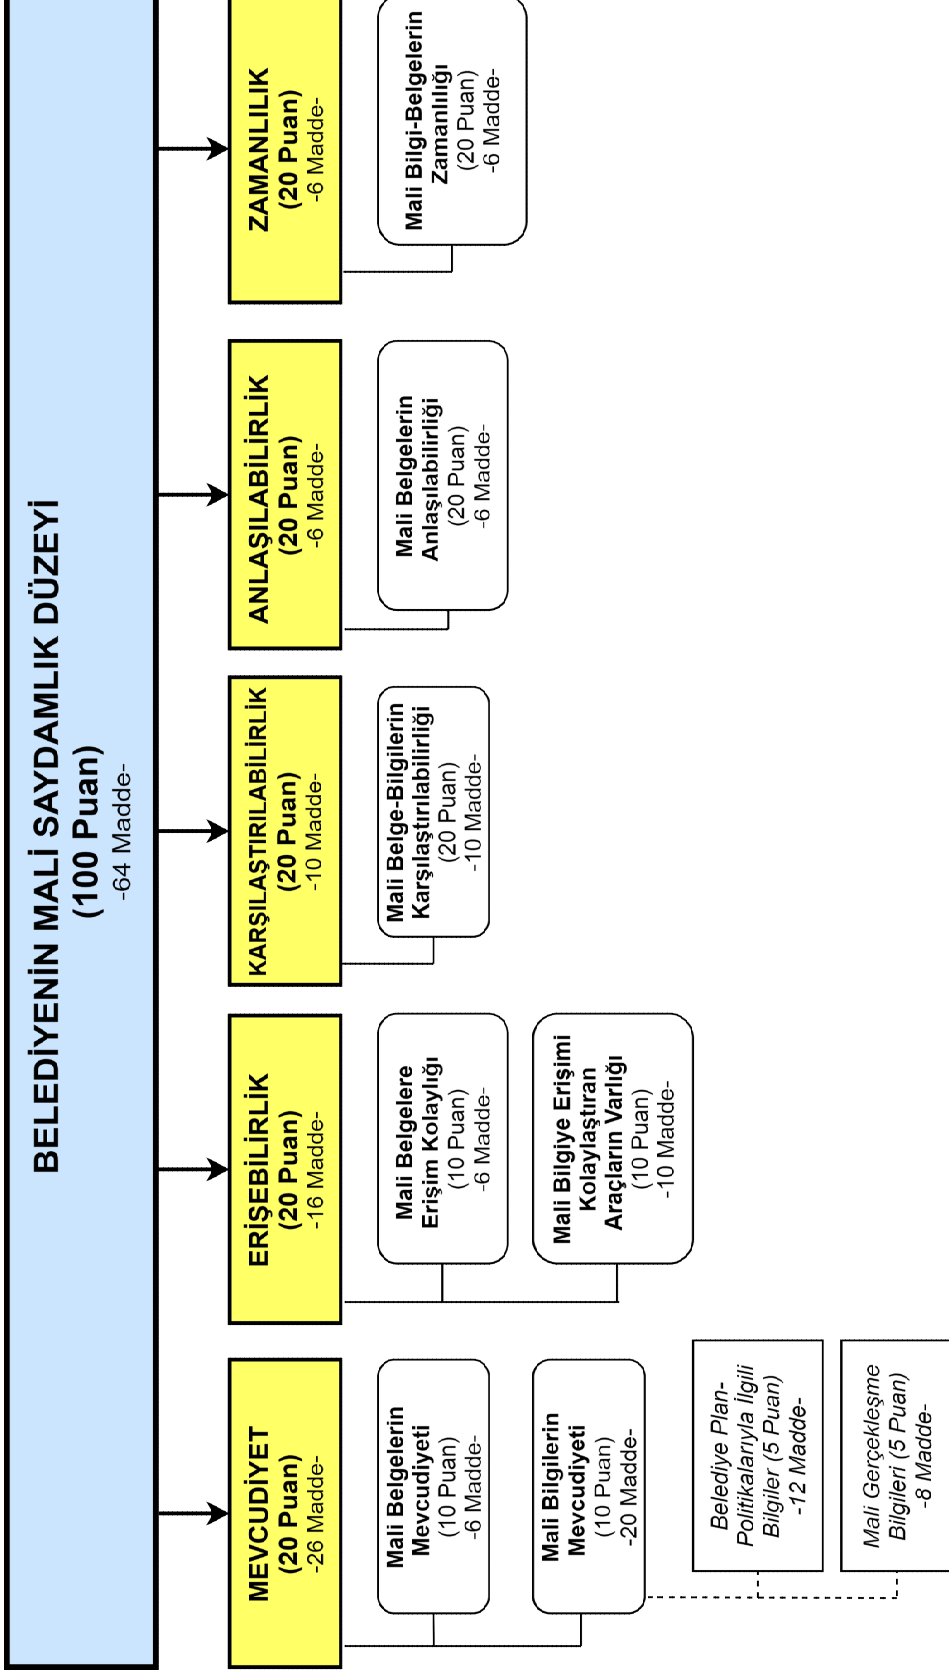 BELEDİYENİN MALİ SAYDAMLIK DÜZEYİ
(100 Puan)
-64 Madde-
MEVCUDİYET
(20 Puan)
-26 Madde-
Mali Belgelerin
Mevcudiyeti
(10 Puan)
-6 Madde-
Mali Bilgilerin
Mevcudiyeti
(10 Puan)
-20 Madde-
Belediye Plan-
Politikalarıyla İlgili
Bilgiler (5 Puan)
-12 Madde-
Mali Gerçekleşme
Bilgileri (5 Puan)
-8 Madde-
ERİŞEBİLİRLİK
(20 Puan)
-16 Madde-
Mali Belgelere
Erişim Kolaylığı
(10 Puan)
-6 Madde-
Mali Bilgiye Erişimi
Kolaylaştıran
Araçların Varlığı
(10 Puan)
-10 Madde-
KARŞILAŞTIRILABİLİRLİK
(20 Puan)
-10 Madde-
Mali Belge-Bilgilerin
Karşılaştırılabilirliği
(20 Puan)
-10 Madde-
ANLAŞILABİLİRLİK
(20 Puan)
-6 Madde-
Mali Belgelerin
Anlaşılabilirliği
(20 Puan)
-6 Madde-
ZAMANLILIK
(20 Puan)
-6 Madde-
Mali Bilgi-Belgelerin
Zamanlılığı
(20 Puan)
-6 Madde-